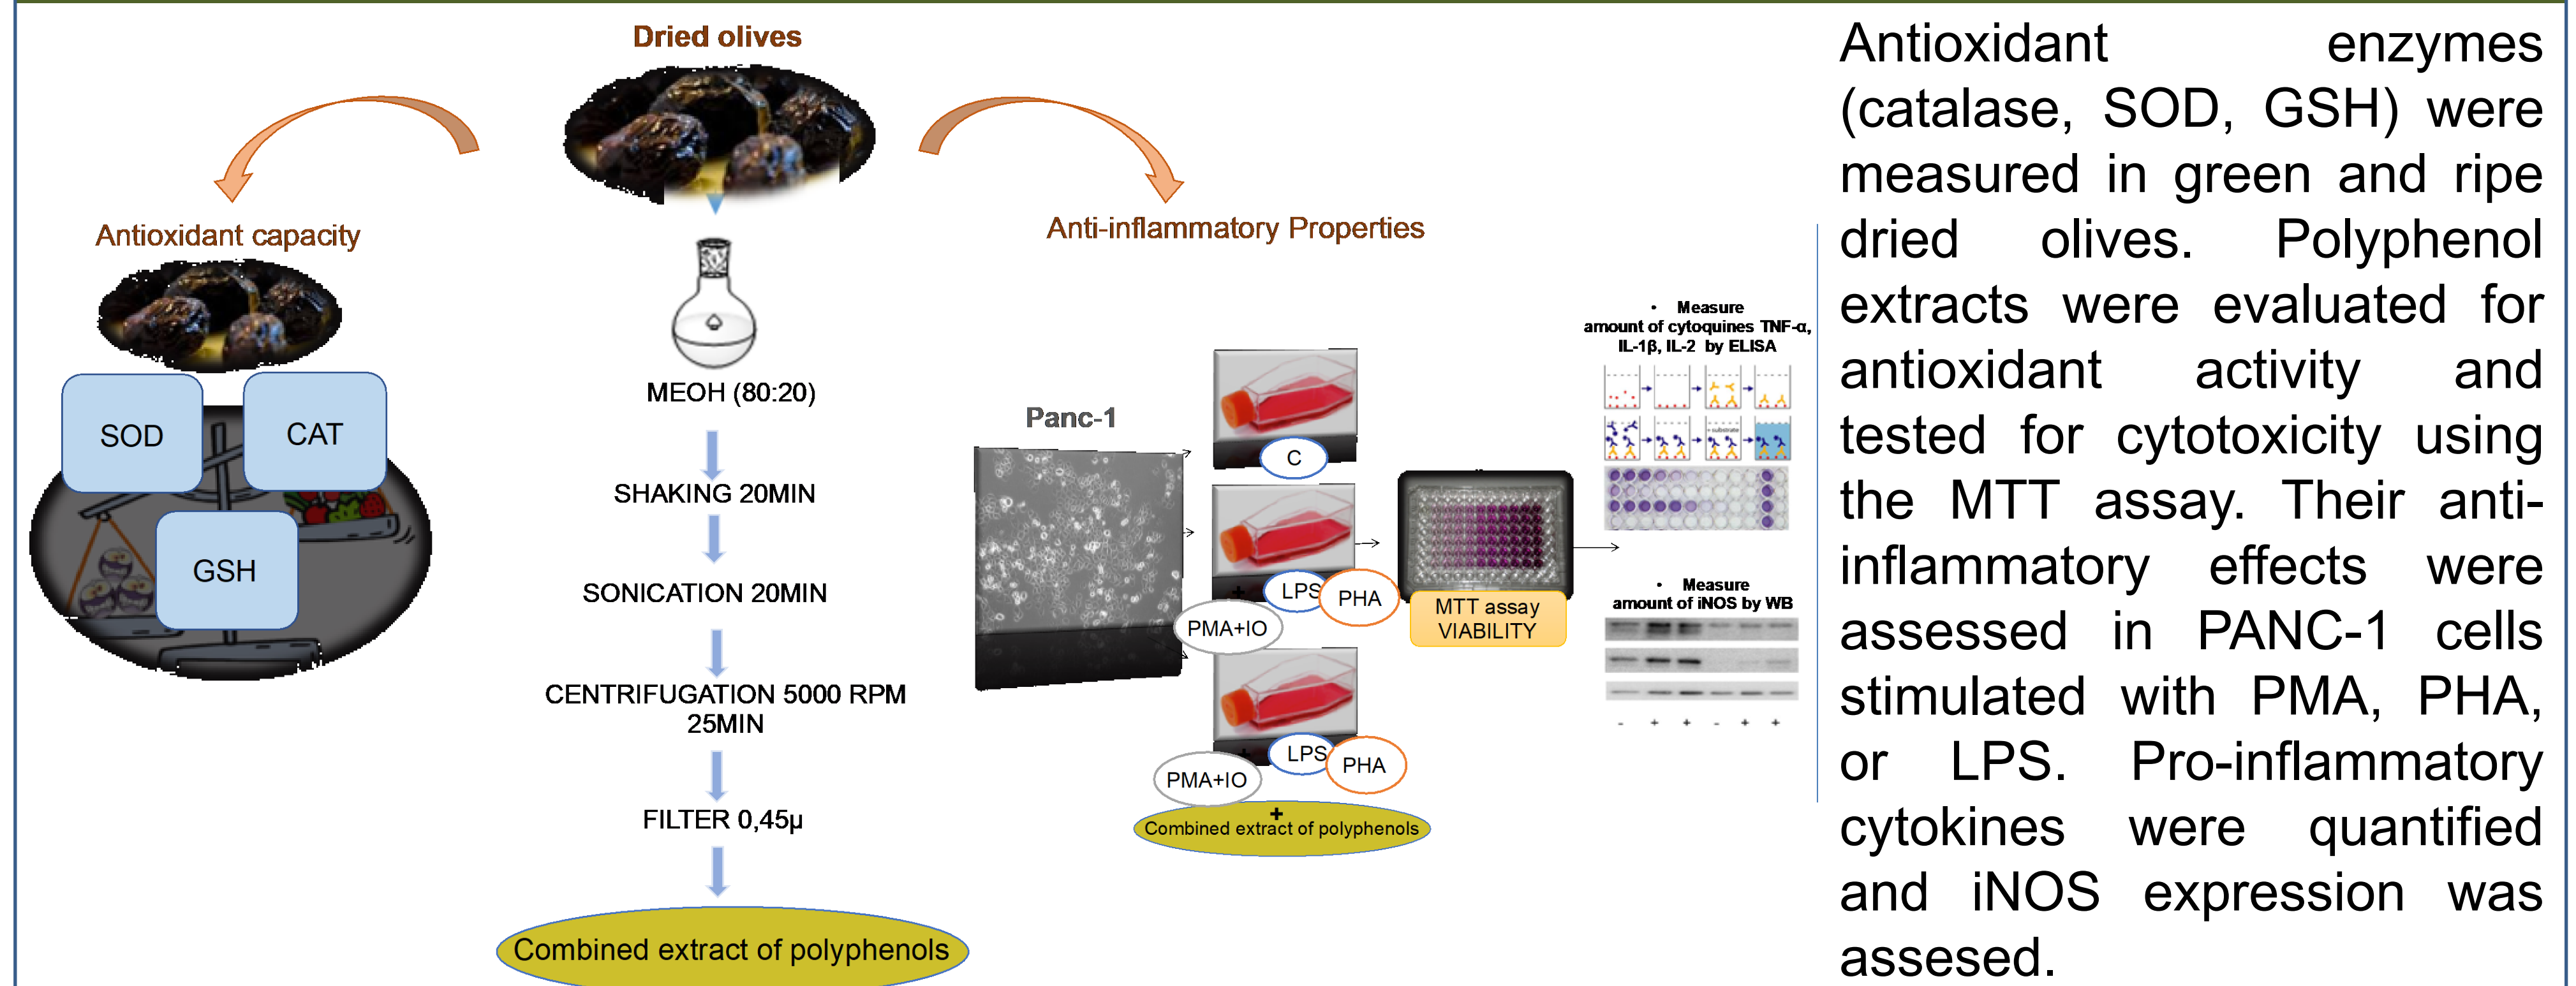 Dried olives
Antioxidant capacity
SOD
CAT
GSH
MEOH (80:20)
SHAKING 20MIN
SONICATION 20MIN
CENTRIFUGATION 5000 RPM
25MIN
FILTER 0,45µ
Combined extract of polyphenols
Anti-inflammatory Properties
Panc-1
C
+
LPS
PHA
PMA+IO
+
LPS
PHA
PMA+IO
+
Combined extract of polyphenols
MTT assay
VIABILITY
• Measure
amount of cytoquines TNF-α,
IL-1β, IL-2 by ELISA
+ substrate
• Measure
amount of iNOS by WB
- + + - + +
Antioxidant enzymes
(catalase, SOD, GSH) were
measured in green and ripe
dried olives. Polyphenol
extracts were evaluated for
antioxidant activity and
tested for cytotoxicity using
the MTT assay. Their anti-
inflammatory effects were
assessed in PANC-1 cells
stimulated with PMA, PHA,
or LPS. Pro-inflammatory
cytokines were quantified
and iNOS expression was
assesed.